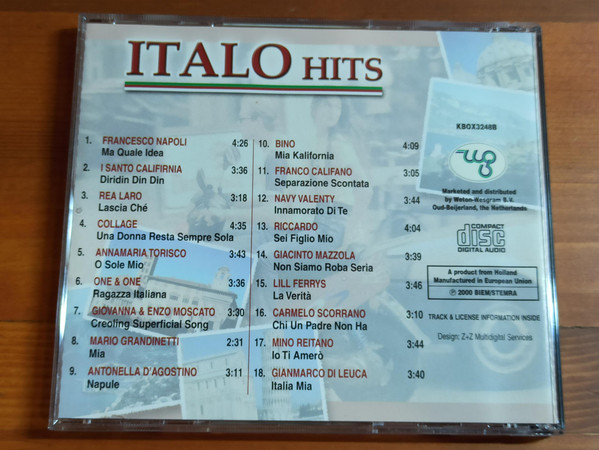 ITALO HITS
1. FRANCESCO NAPOLI 4:26
Ma Quale Idea
2. I SANTO CALIFIRNIA 3:36
Diridin Din Din
3. REA LARO 3:18
Lascia Ché
4. COLLAGE 4:35
Una Donna Resta Sempre Sola
5. ANNAMARIA TORISCO 3:43
O Sole Mio
6. ONE & ONE 3:36
Ragazza Italiana
7. GIOVANNA & ENZO MOSCATO 3:30
Creoling Superficial Song
8. MARIO GRANDINETTI 2:31
Mia
9. ANTONELLA D'AGOSTINO 3:11
Napule
10. BINO 4:09
Mia Kalifornia
11. FRANCO CALIFANO 3:05
Separazione Scontata
12. NAVY VALENTY 3:44
Innamorato Di Te
13. RICCARDO 4:04
Sei Figlio Mio
14. GIACINTO MAZZOLA 3:39
Non Siamo Roba Seria
15. LILL FERRYS 3:46
La Verità
16. CARMELO SCORRANO 3:10
Chi Un Padre Non Ha
17. MINO REITANO 3:44
Io Ti Amerò
18. GIANMARCO DI LEUCA 3:40
Italia Mia
KBOX3248B
wg
Marketed and distributed
by Weton-Wesgram B.V.
Oud-Beijerland, the Netherlands
COMPACT
disc
DIGITAL AUDIO
A product from Holland
Manufactured in European Union
℗ 2000 BIEM/STEMRA
TRACK & LICENSE INFORMATION INSIDE
Design: Z+Z Multidigital Services